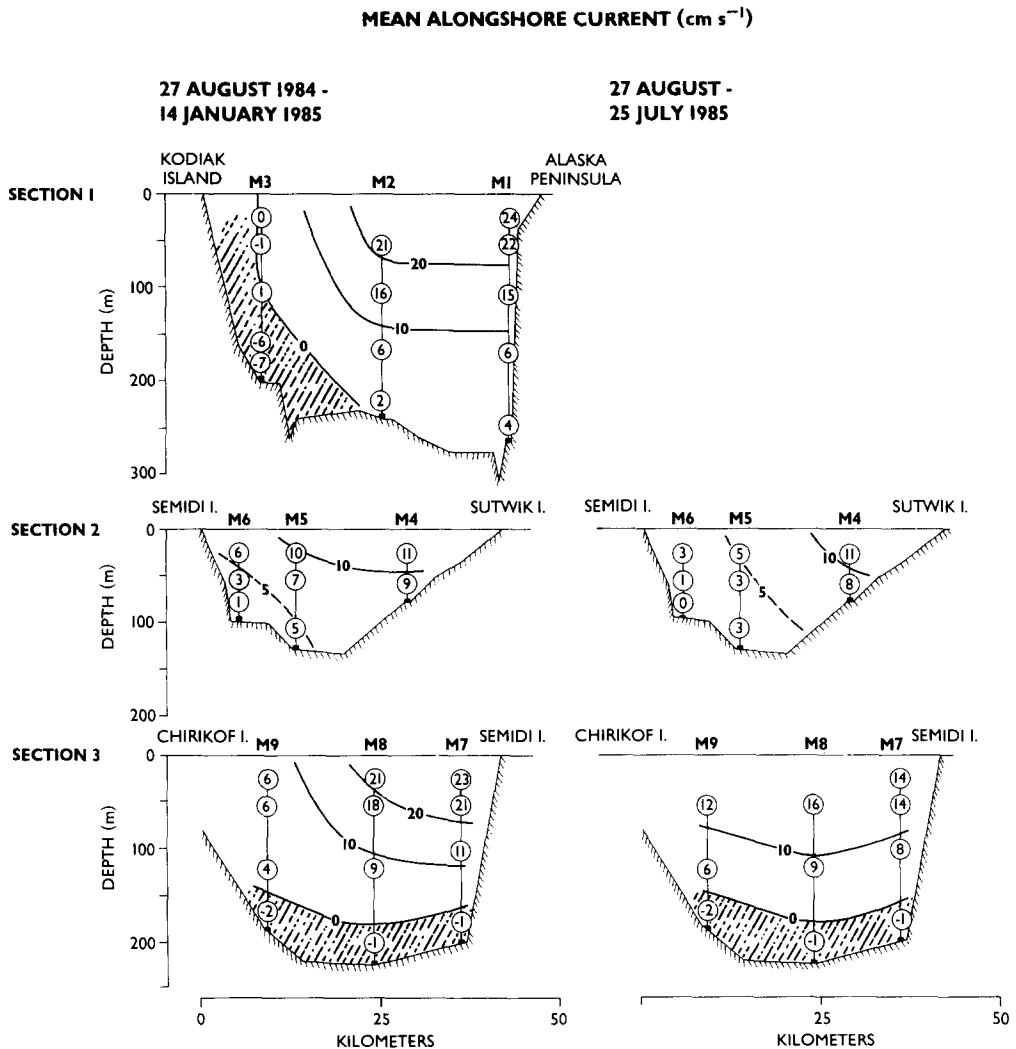 MEAN ALONGSHORE CURRENT (cm s⁻¹)
27 AUGUST 1984 -
14 JANUARY 1985
27 AUGUST -
25 JULY 1985
KODIAK
ISLAND
M3
M2
M1
ALASKA
PENINSULA
SECTION 1
DEPTH (m)
0
100
200
300
0
-1
1
-6
-7
0
21
16
6
2
20
10
24
22
15
6
4
SECTION 2
SEMIDI I.
M6
M5
M4
SUTWIK I.
DEPTH (m)
0
100
200
6
3
1
5
10
7
5
10
11
9
SEMIDI I.
M6
M5
M4
SUTWIK I.
3
1
0
5
3
3
5
10
11
8
SECTION 3
CHIRIKOF I.
M9
M8
M7
SEMIDI I.
DEPTH (m)
0
100
200
6
6
4
-2
10
0
21
18
9
-1
20
23
21
11
-1
CHIRIKOF I.
M9
M8
M7
SEMIDI I.
12
6
-2
10
0
16
9
-1
14
14
8
-1
0
25
50
KILOMETERS
25
50
KILOMETERS